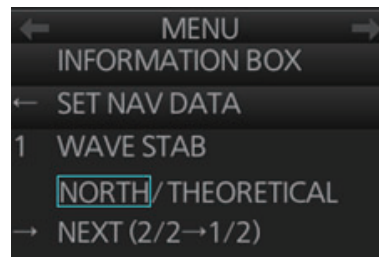 ← MENU →
INFORMATION BOX
← SET NAV DATA
1 WAVE STAB
NORTH/THEORETICAL
→ NEXT (2/2→1/2)